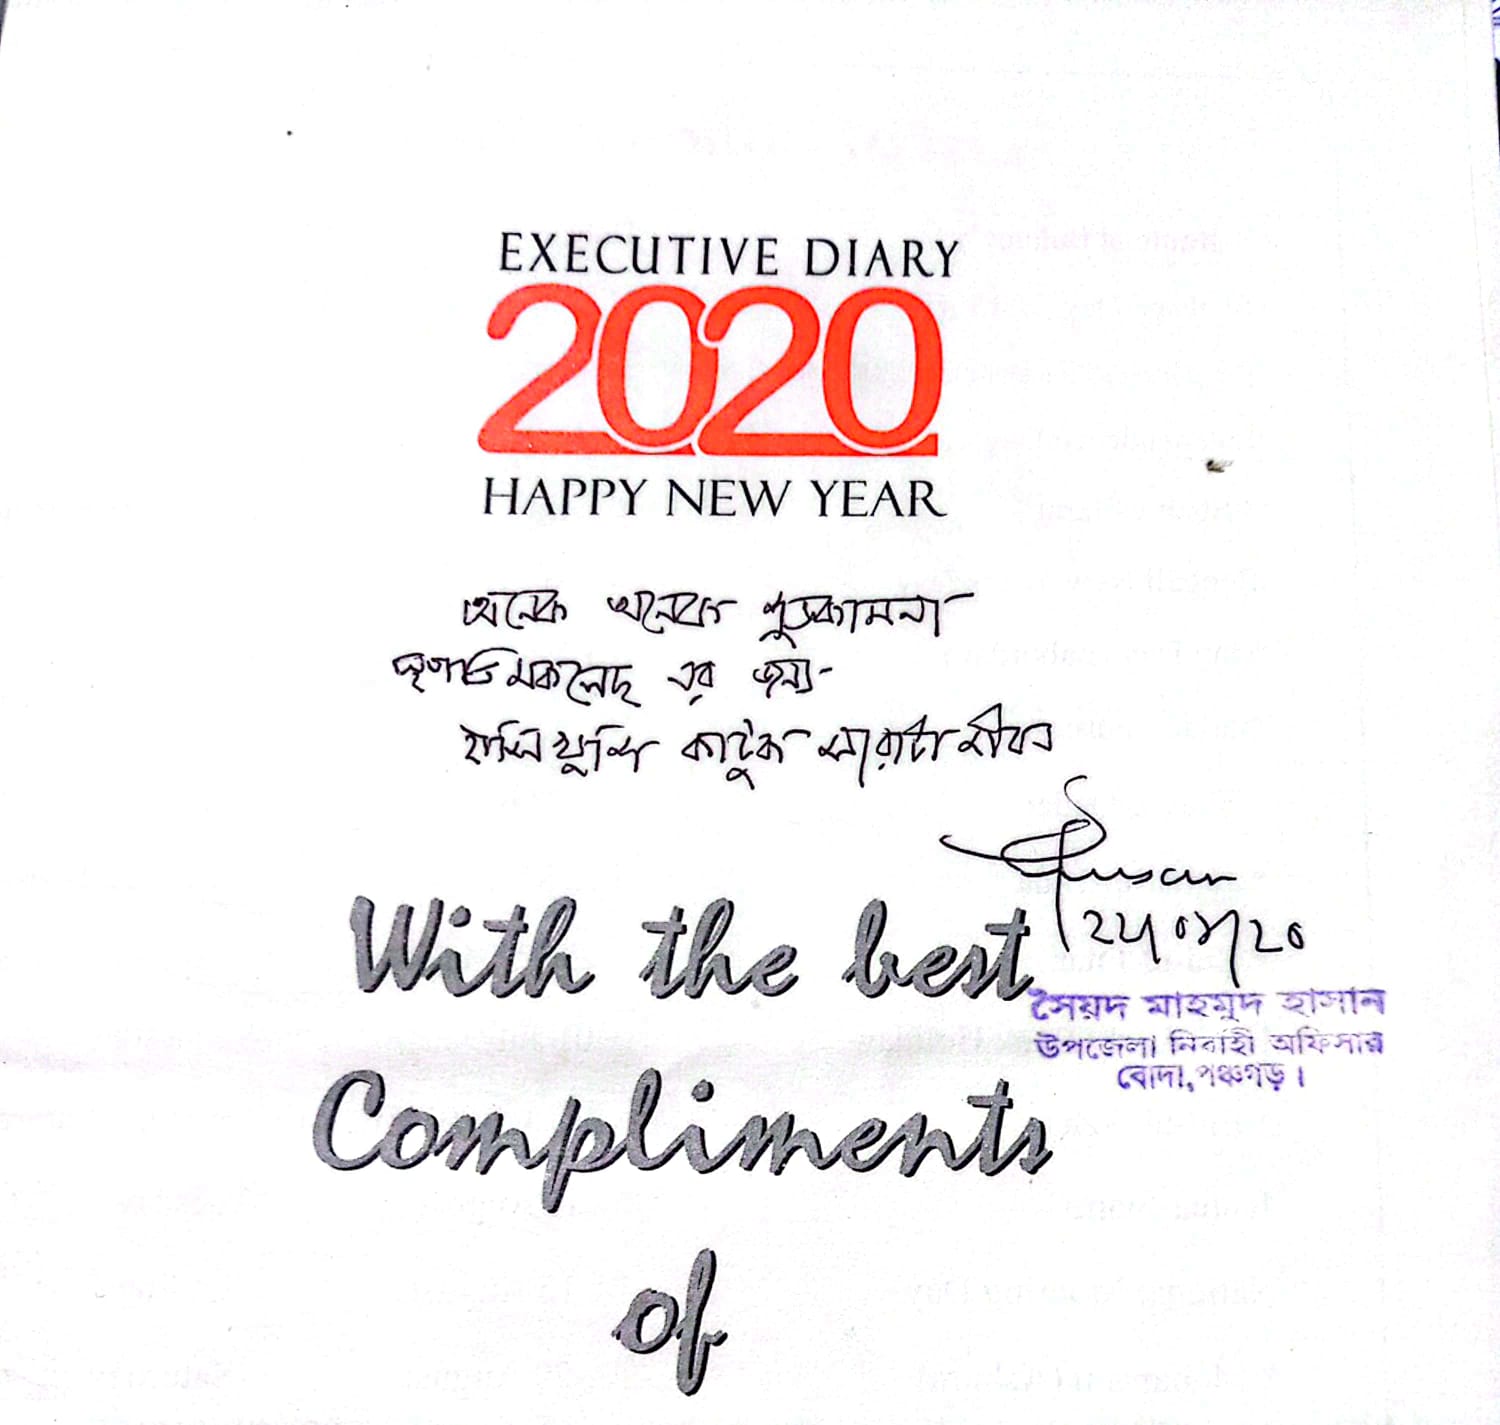 EXECUTIVE DIARY
2020
HAPPY NEW YEAR
অনেক অনেক শুভকামনা
মকলেছ এর জন্য
হাসি খুশি কাটুক সারাটা জীবন
With the best
Compliments
of
সৈয়দ মাহমুদ হাসান
উপজেলা নির্বাহী অফিসার
বোদা, পঞ্চগড়।